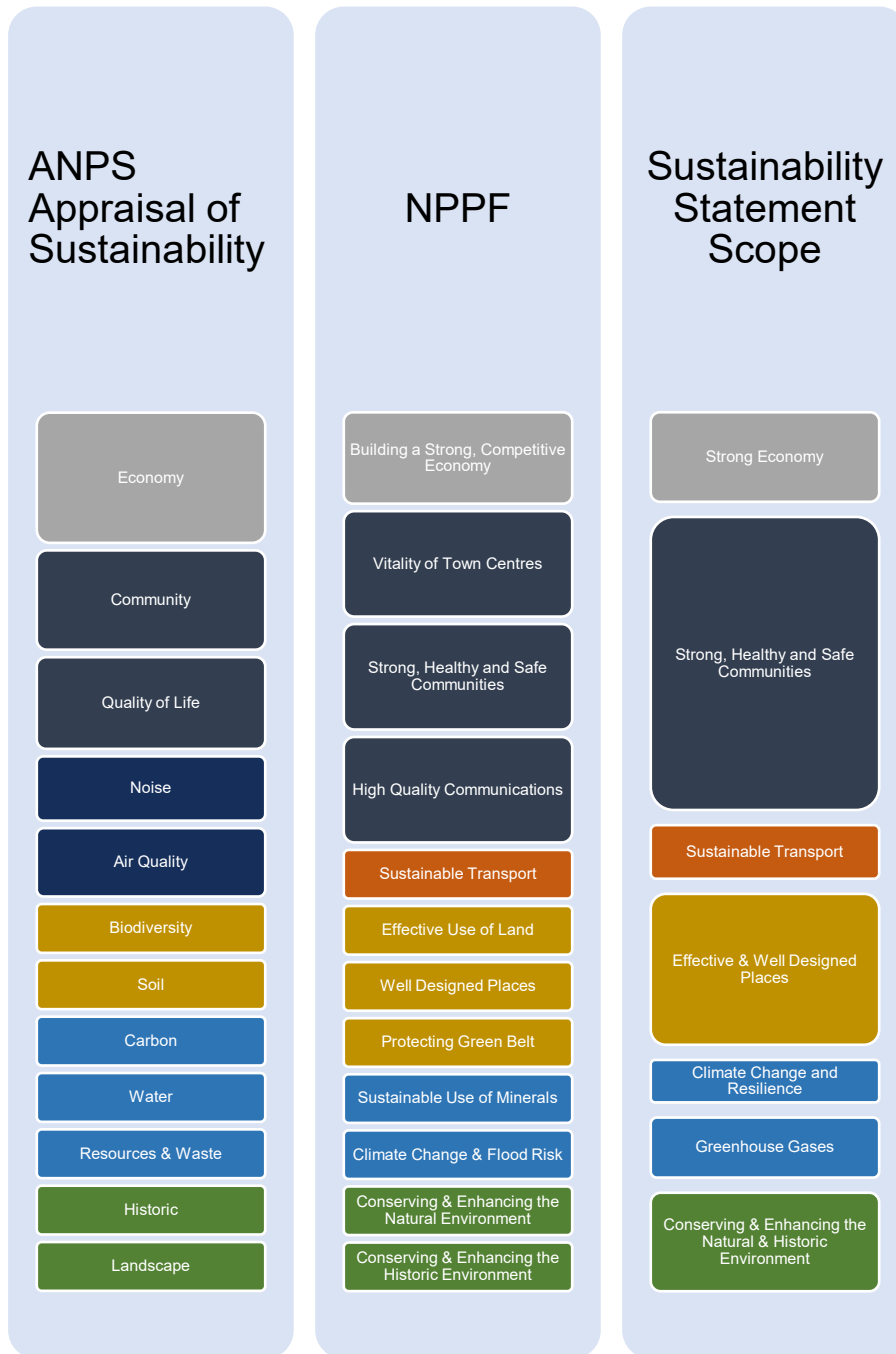 ANPS
Appraisal of
Sustainability
Economy
Community
Quality of Life
Noise
Air Quality
Biodiversity
Soil
Carbon
Water
Resources & Waste
Historic
Landscape
NPPF
Building a Strong, Competitive
Economy
Vitality of Town Centres
Strong, Healthy and Safe
Communities
High Quality Communications
Sustainable Transport
Effective Use of Land
Well Designed Places
Protecting Green Belt
Sustainable Use of Minerals
Climate Change & Flood Risk
Conserving & Enhancing the
Natural Environment
Conserving & Enhancing the
Historic Environment
Sustainability
Statement
Scope
Strong Economy
Strong, Healthy and Safe
Communities
Sustainable Transport
Effective & Well Designed
Places
Climate Change and
Resilience
Greenhouse Gases
Conserving & Enhancing the
Natural & Historic
Environment